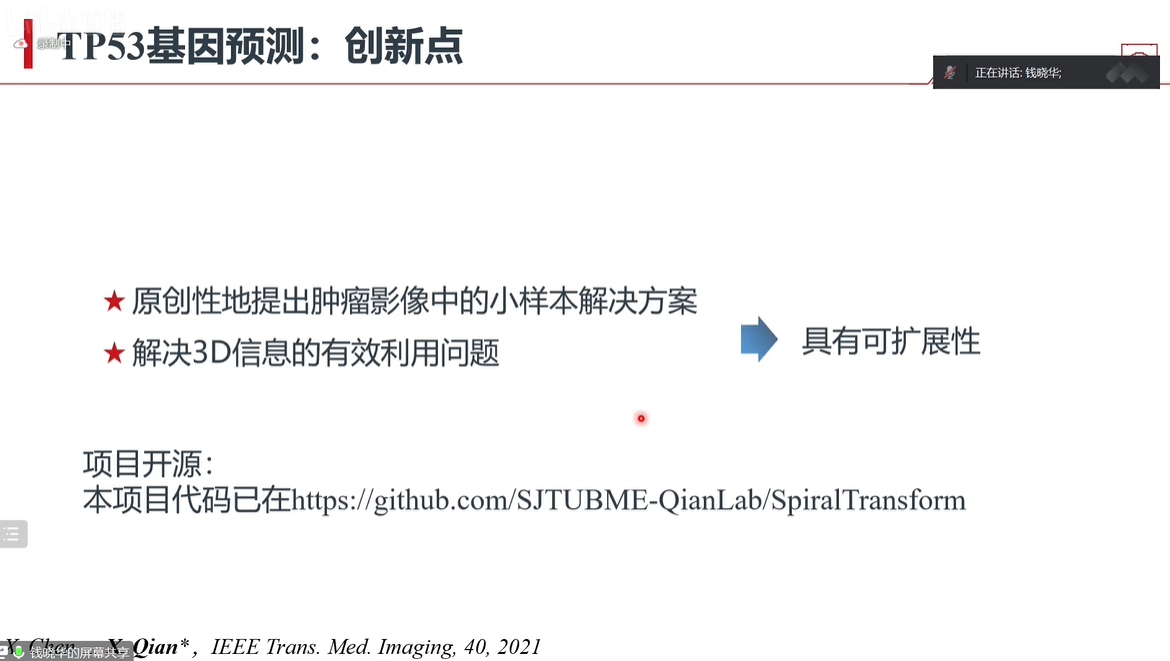 TP53基因预测：创新点
录制中
正在讲话: 钱晓华;
★ 原创性地提出肿瘤影像中的小样本解决方案
★ 解决3D信息的有效利用问题
具有可扩展性
项目开源：
本项目代码已在https://github.com/SJTUBME-QianLab/SpiralTransform
Y. Chen X. Qian*, IEEE Trans. Med. Imaging, 40, 2021
钱晓华的屏幕共享